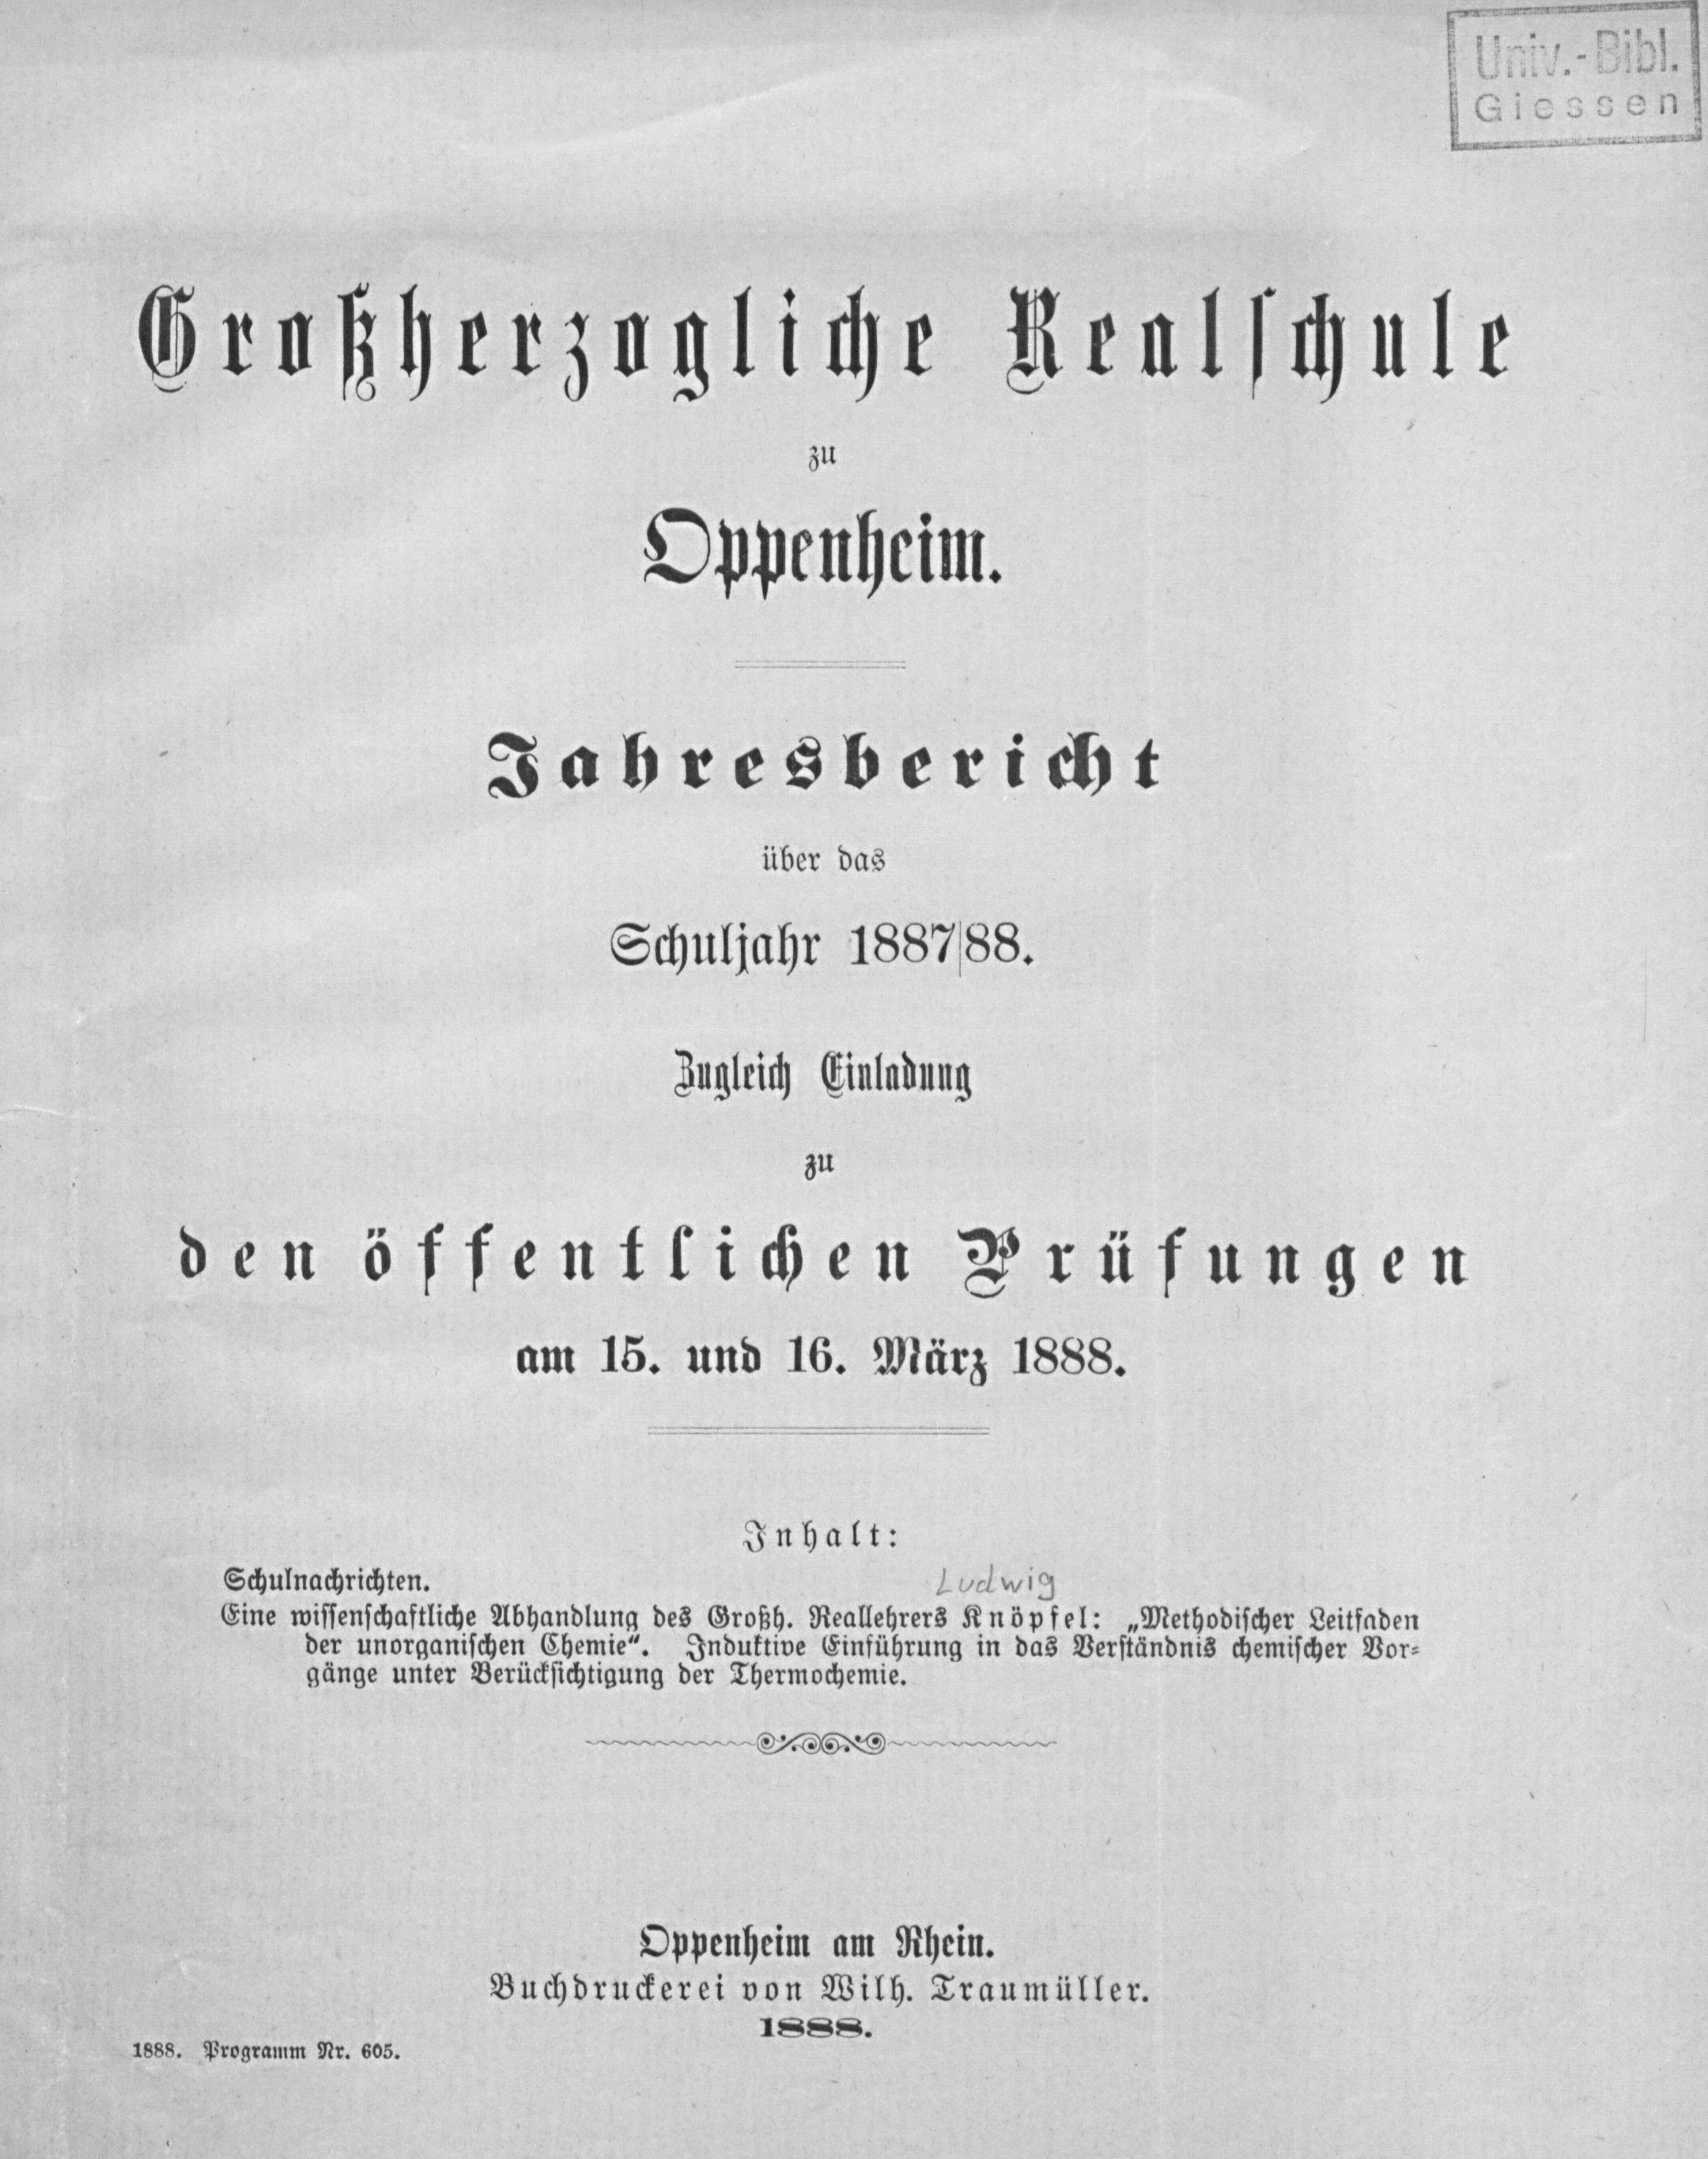 Univ.-Bibl.
Giessen
Großherzogliche Realschule
zu
Oppenheim.
Jahresbericht
über das
Schuljahr 1887|88.
Zugleich Einladung
zu
den öffentlichen Prüfungen
am 15. und 16. März 1888.
Inhalt:
Schulnachrichten.
Ludwig
Eine wissenschaftliche Abhandlung des Großh. Reallehrers Knöpfel: „Methodischer Leitfaden
der unorganischen Chemie“. Induktive Einführung in das Verständnis chemischer Vor-
gänge unter Berücksichtigung der Thermochemie.
Oppenheim am Rhein.
Buchdruckerei von Wilh. Traumüller.
1888.
1888. Programm Nr. 605.